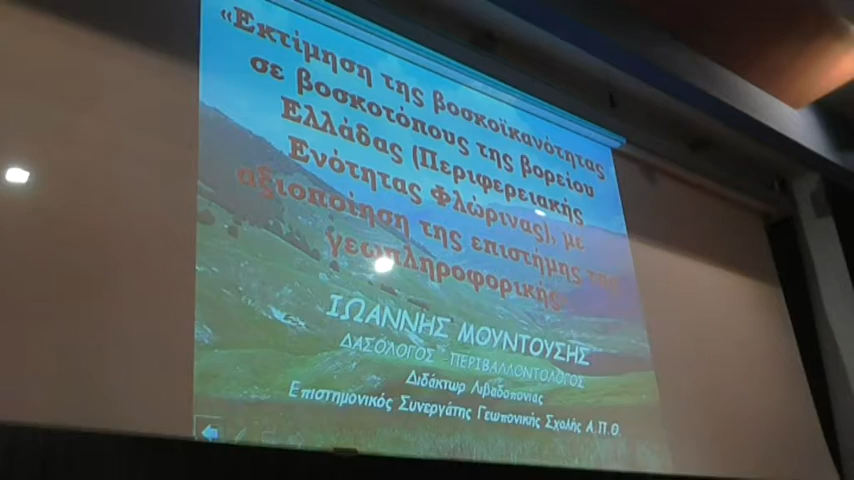 «Εκτίμηση της βοσκοϊκανότητας
σε βοσκοτόπους της βορείου
Ελλάδας (Περιφερειακής
Ενότητας Φλώρινας), με
αξιοποίηση της επιστήμης της
γεωπληροφορικής
ΙΩΑΝΝΗΣ ΜΟΥΝΤΟΥΣΗΣ
ΔΑΣΟΛΟΓΟΣ -ΠΕΡΙΒΑΛΛΟΝΤΟΛΟΓΟΣ
Διδάκτωρ Λιβαδοπονίας
Επιστημονικός Συνεργάτης Γεωπονικής Σχολής Α.Π.Θ.